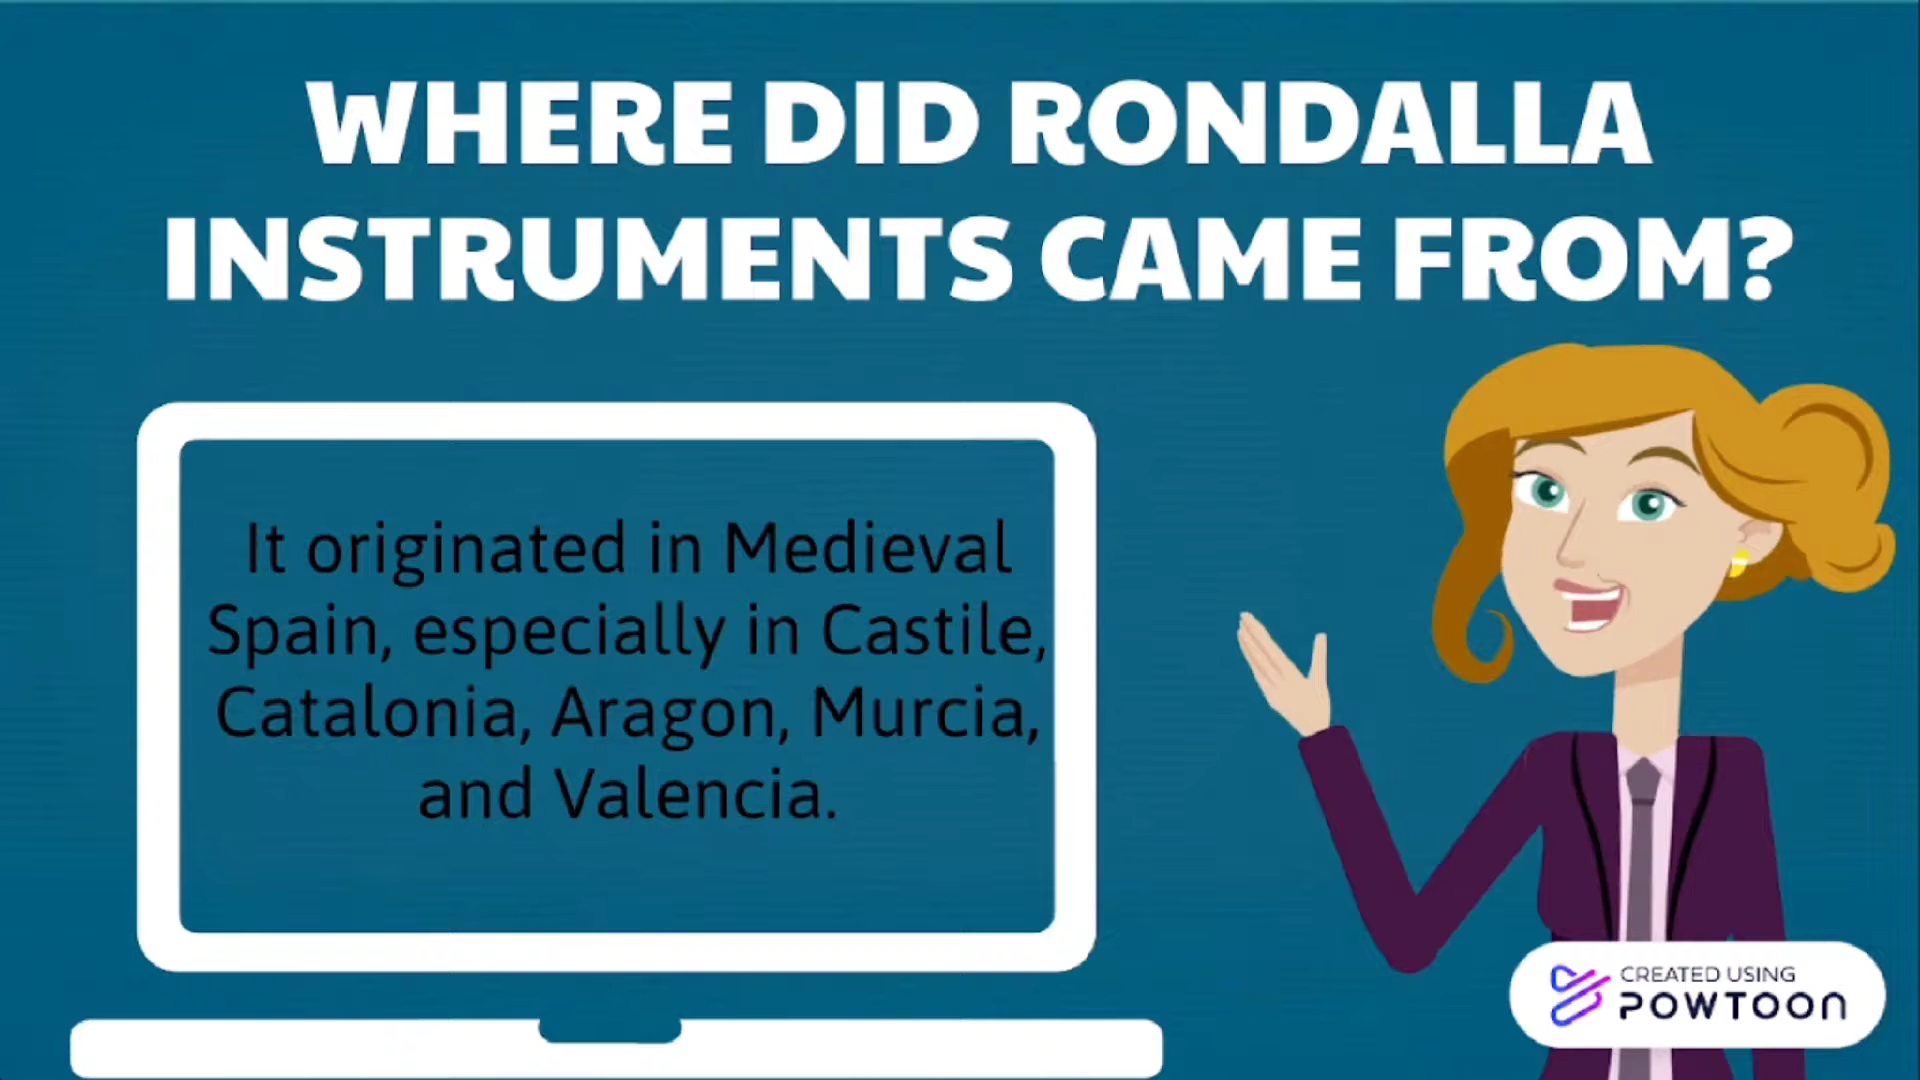 WHERE DID RONDALLA
INSTRUMENTS CAME FROM?
It originated in Medieval
Spain, especially in Castile,
Catalonia, Aragon, Murcia,
and Valencia.
CREATED USING
POWTOON